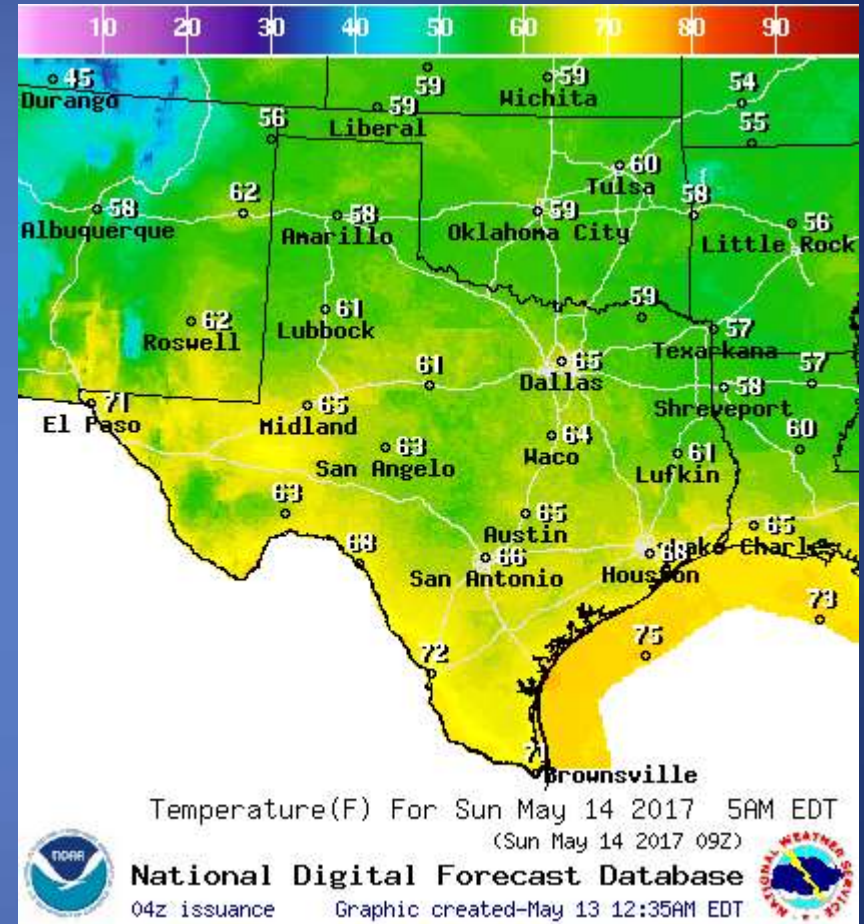 10 20 30 40 50 60 70 80 90
45
Durango
59
59
Wichita
59
Liberal
54
55
56
60
Tulsa
58
Albuquerque
62
58
Amarillo
59
Oklahoma City
58
56
Little Rock
62
Roswell
61
Lubbock
59
57
Texarkana
61
65
Dallas
57
58
Shreveport
71
El Paso
65
Midland
63
San Angelo
64
Waco
61
Lufkin
60
63
65
Austin
65
Lake Charles
68
66
San Antonio
68
Houston
73
75
72
71
Brownsville
Temperature(F) For Sun May 14 2017 5AM EDT
(Sun May 14 2017 09Z)
NOAA
National Digital Forecast Database
04z issuance Graphic created-May 13 12:35AM EDT
NATIONAL WEATHER SERVICE